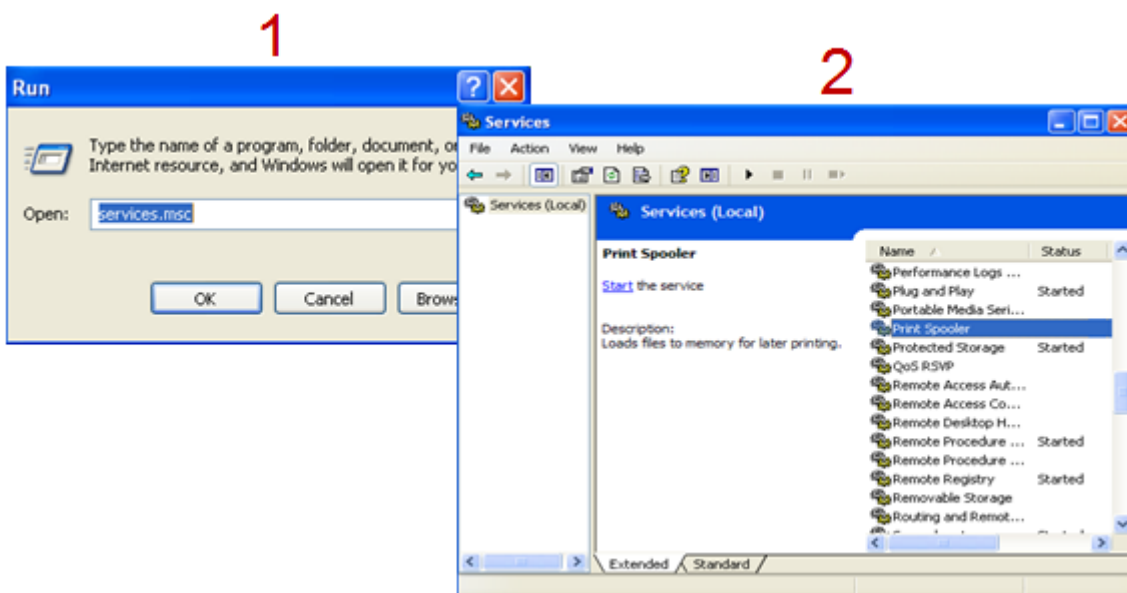 1
2
Run
Type the name of a program, folder, document, or
Internet resource, and Windows will open it for yo
Open:
services.msc
OK
Cancel
Brows
Services
File Action View Help
Services (Local)
Services (Local)
Print Spooler
Start the service
Description:
Loads files to memory for later printing.
Name Status
Performance Logs ...
Plug and Play Started
Portable Media Seri...
Print Spooler
Protected Storage Started
QoS RSVP
Remote Access Aut...
Remote Access Co...
Remote Desktop H...
Remote Procedure ... Started
Remote Procedure ...
Remote Registry Started
Removable Storage
Routing and Remot...
Extended Standard